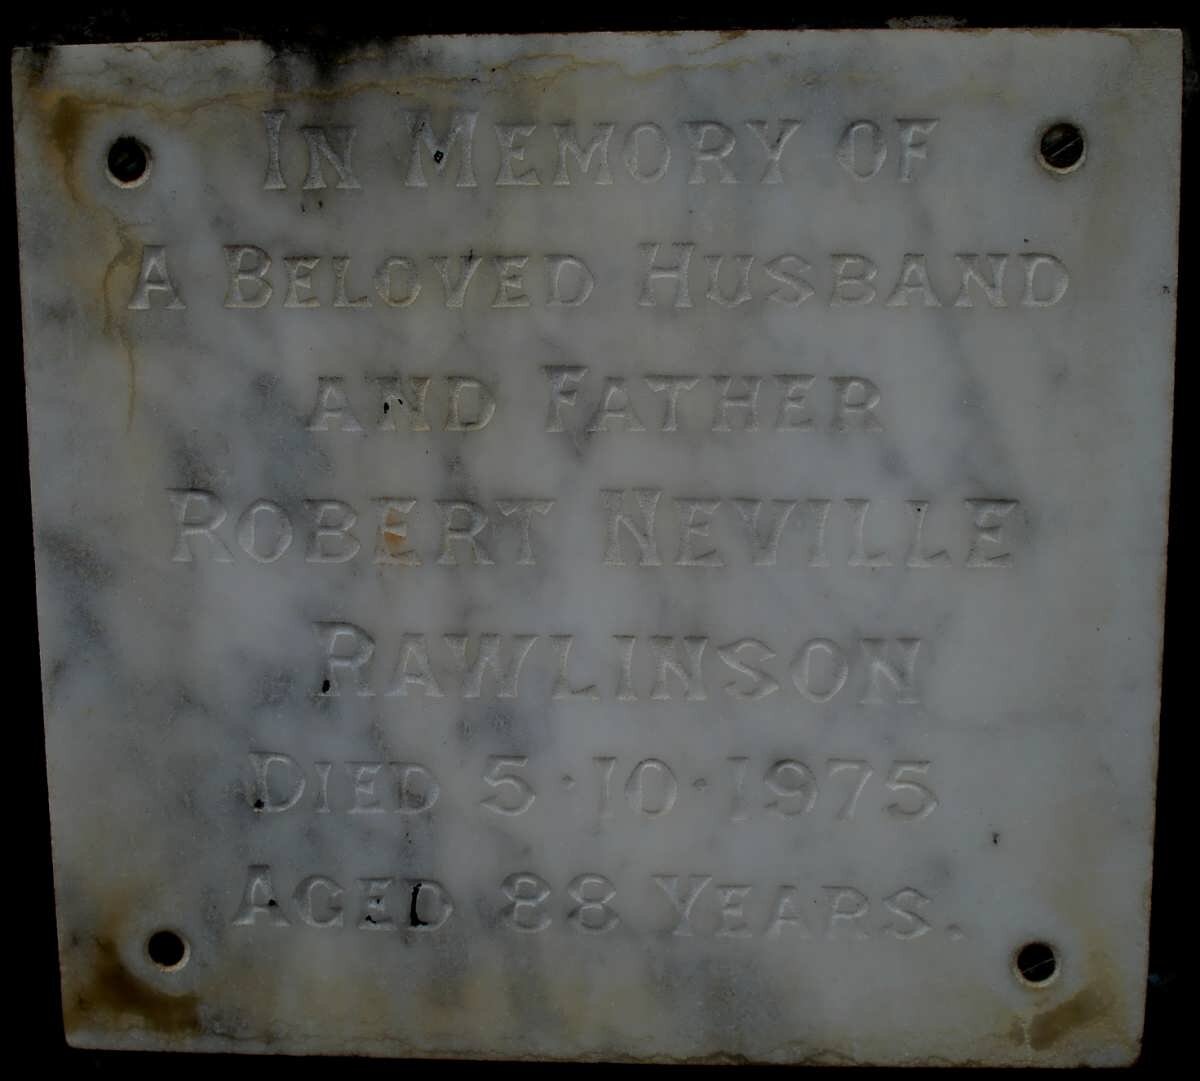 In Memory of
A Beloved Husband
and Father
Robert Neville
Rawlinson
Died 5·10·1975
Aged 88 Years.